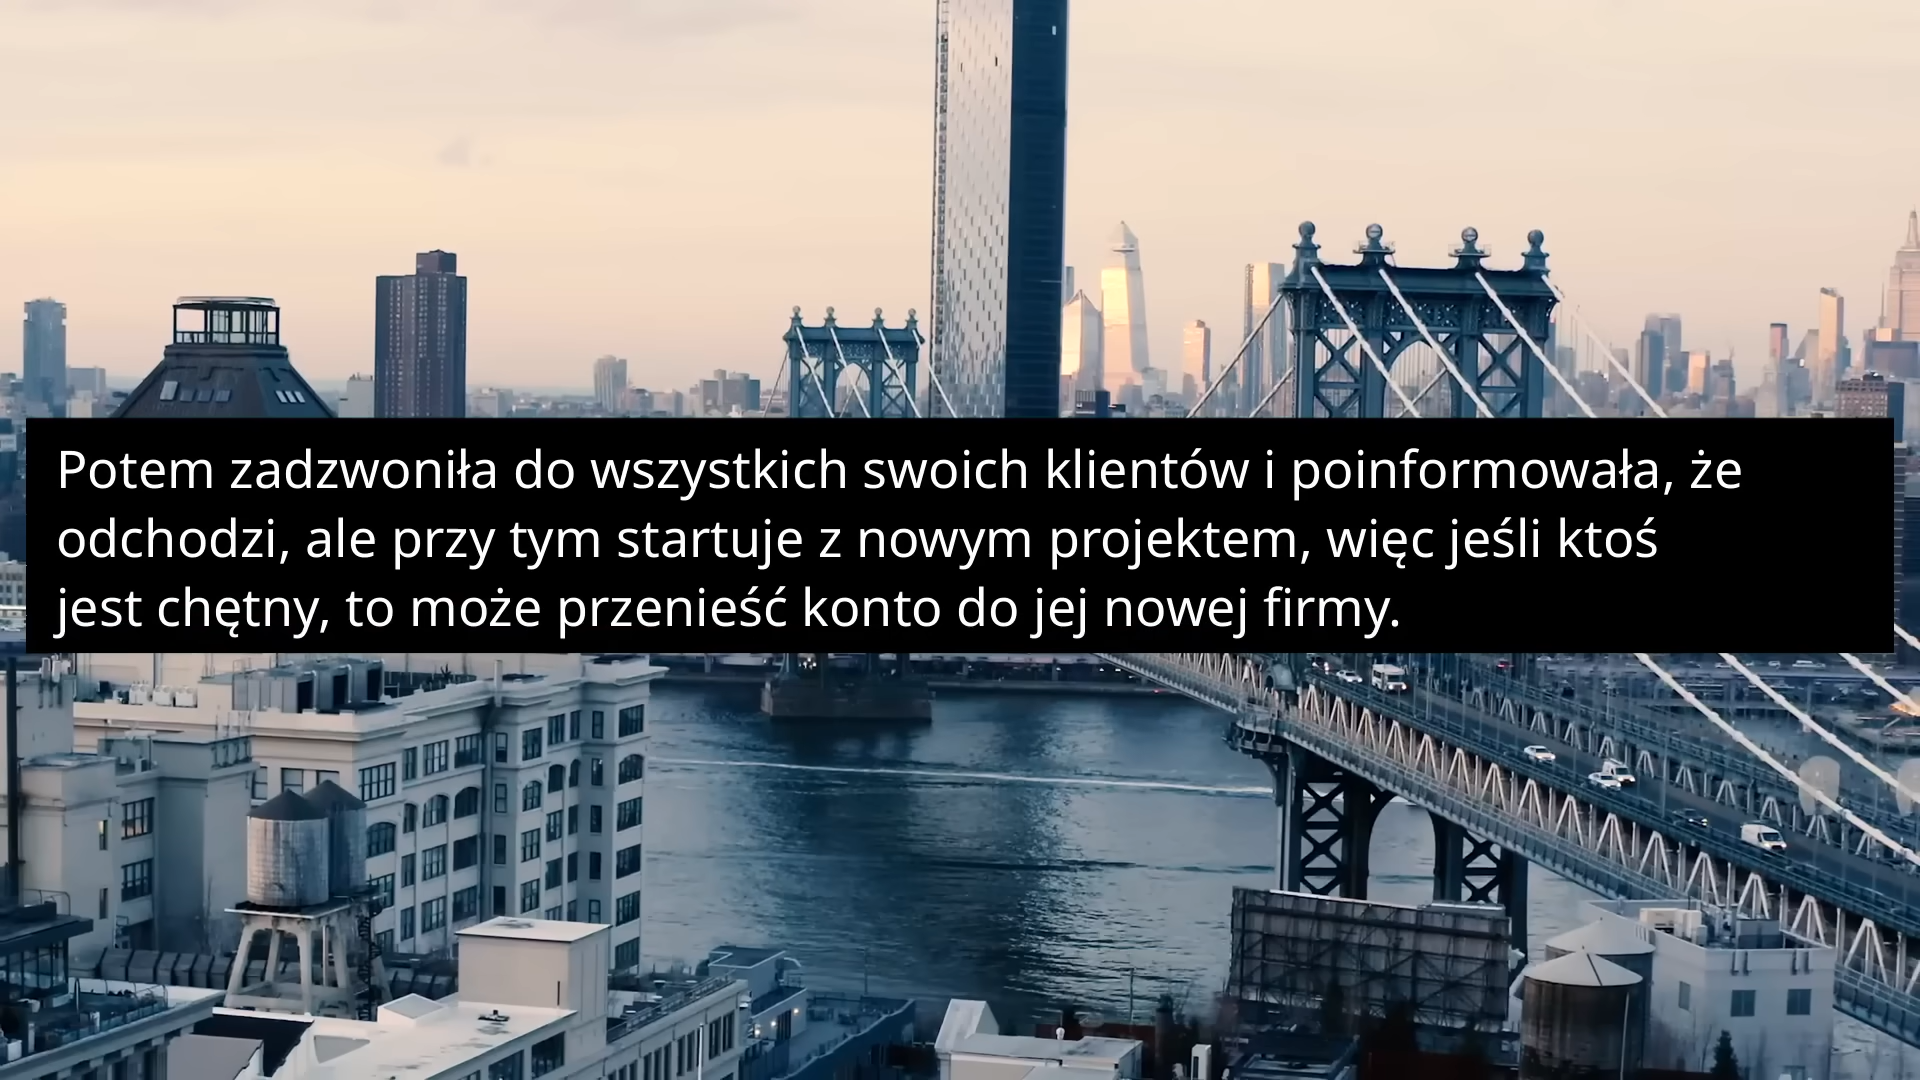 Potem zadzwoniła do wszystkich swoich klientów i poinformowała, że
odchodzi, ale przy tym startuje z nowym projektem, więc jeśli ktoś
jest chętny, to może przenieść konto do jej nowej firmy.